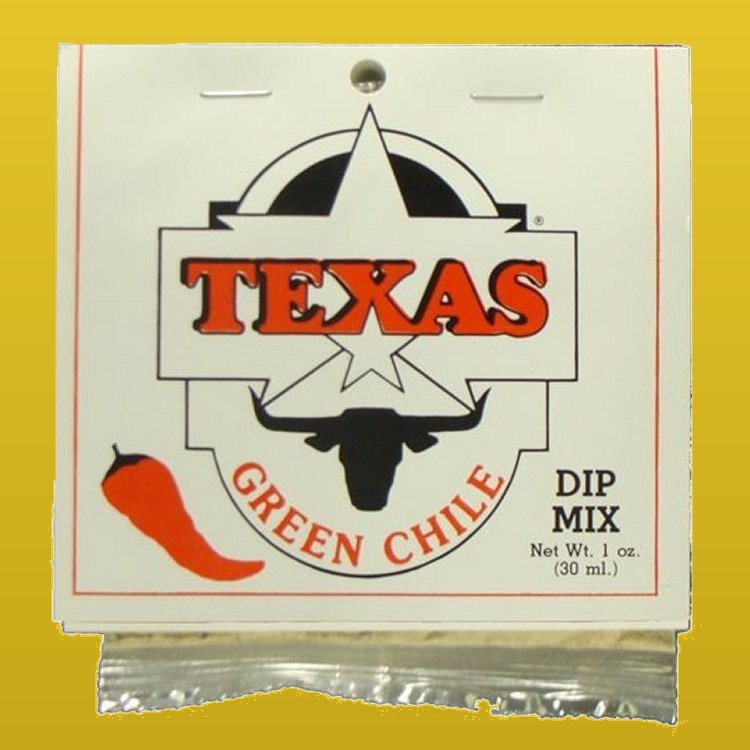 ®
TEXAS
GREEN CHILE
DIP
MIX
Net Wt. 1 oz.
(30 ml.)